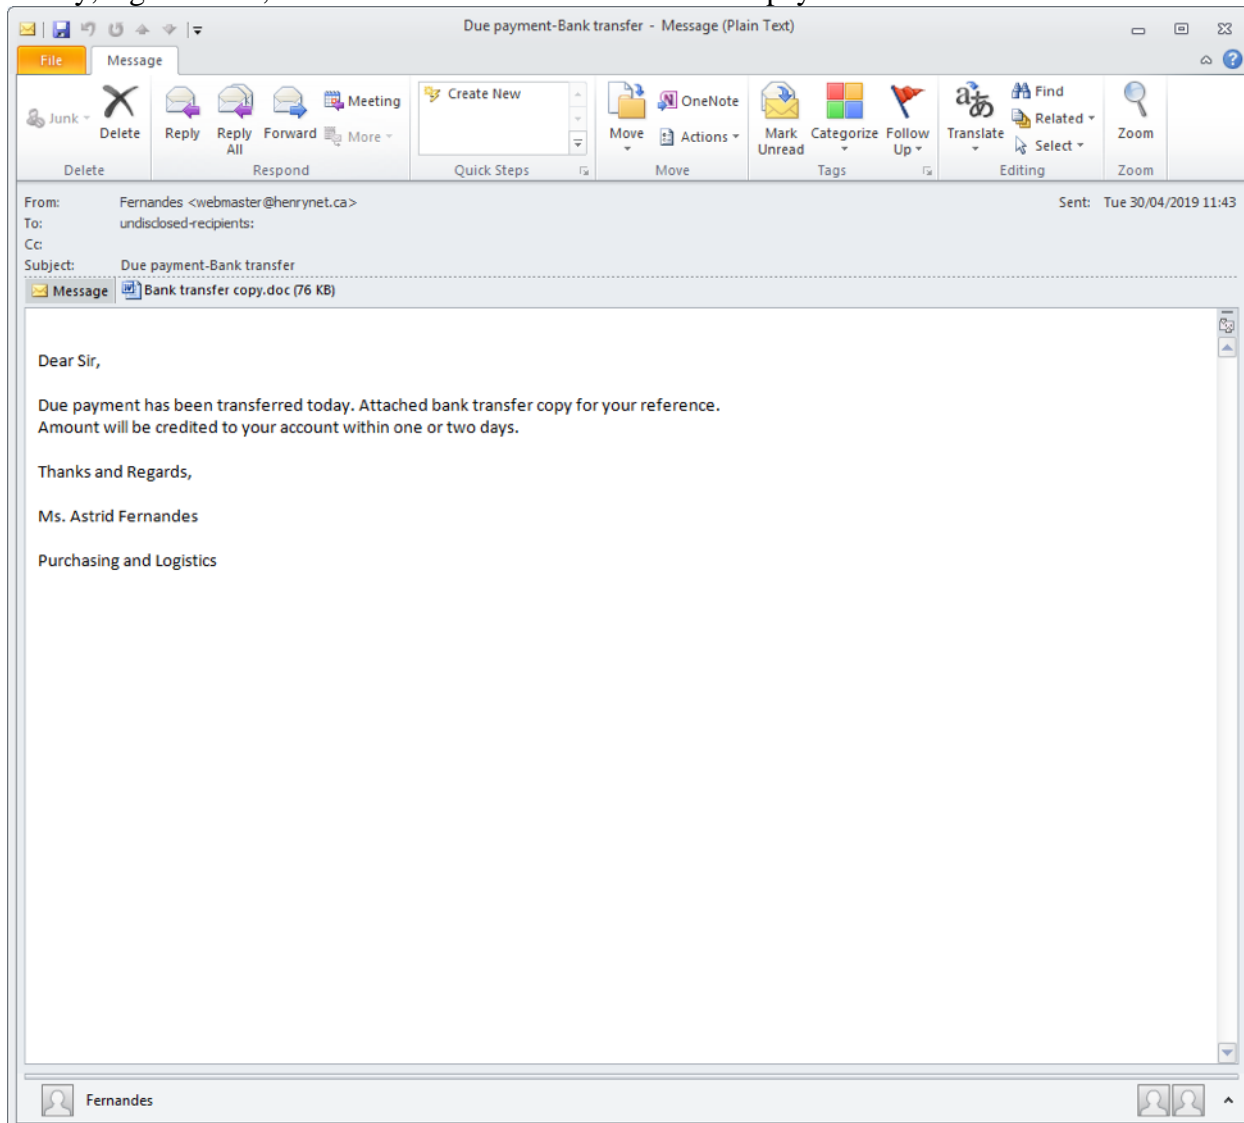 Due payment-Bank transfer - Message (Plain Text)
File Message
Junk
Delete
Reply
Reply All
Forward
Meeting
More
Create New
Move
OneNote
Actions
Mark Unread
Categorize
Follow Up
Translate
Find
Related
Select
Zoom
Delete Respond Quick Steps Move Tags Editing Zoom
From: Fernandes <webmaster@henrynet.ca> Sent: Tue 30/04/2019 11:43
To: undisclosed-recipients:
Cc:
Subject: Due payment-Bank transfer
Message Bank transfer copy.doc (76 KB)
Dear Sir,
Due payment has been transferred today. Attached bank transfer copy for your reference.
Amount will be credited to your account within one or two days.
Thanks and Regards,
Ms. Astrid Fernandes
Purchasing and Logistics
Fernandes